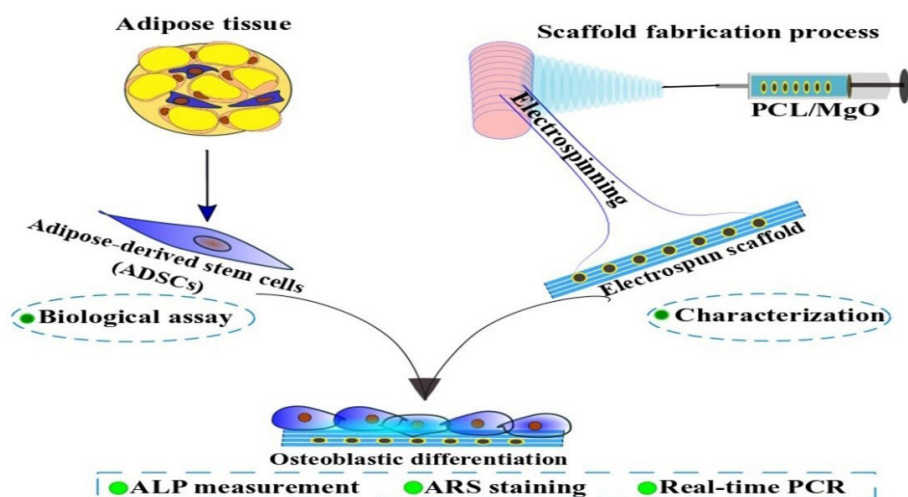 Adipose tissue
Scaffold fabrication process
PCL/MgO
Electrospinning
Adipose-derived stem cells
(ADSCs)
Electrospun scaffold
Biological assay
Characterization
Osteoblastic differentiation
ALP measurement
ARS staining
Real-time PCR